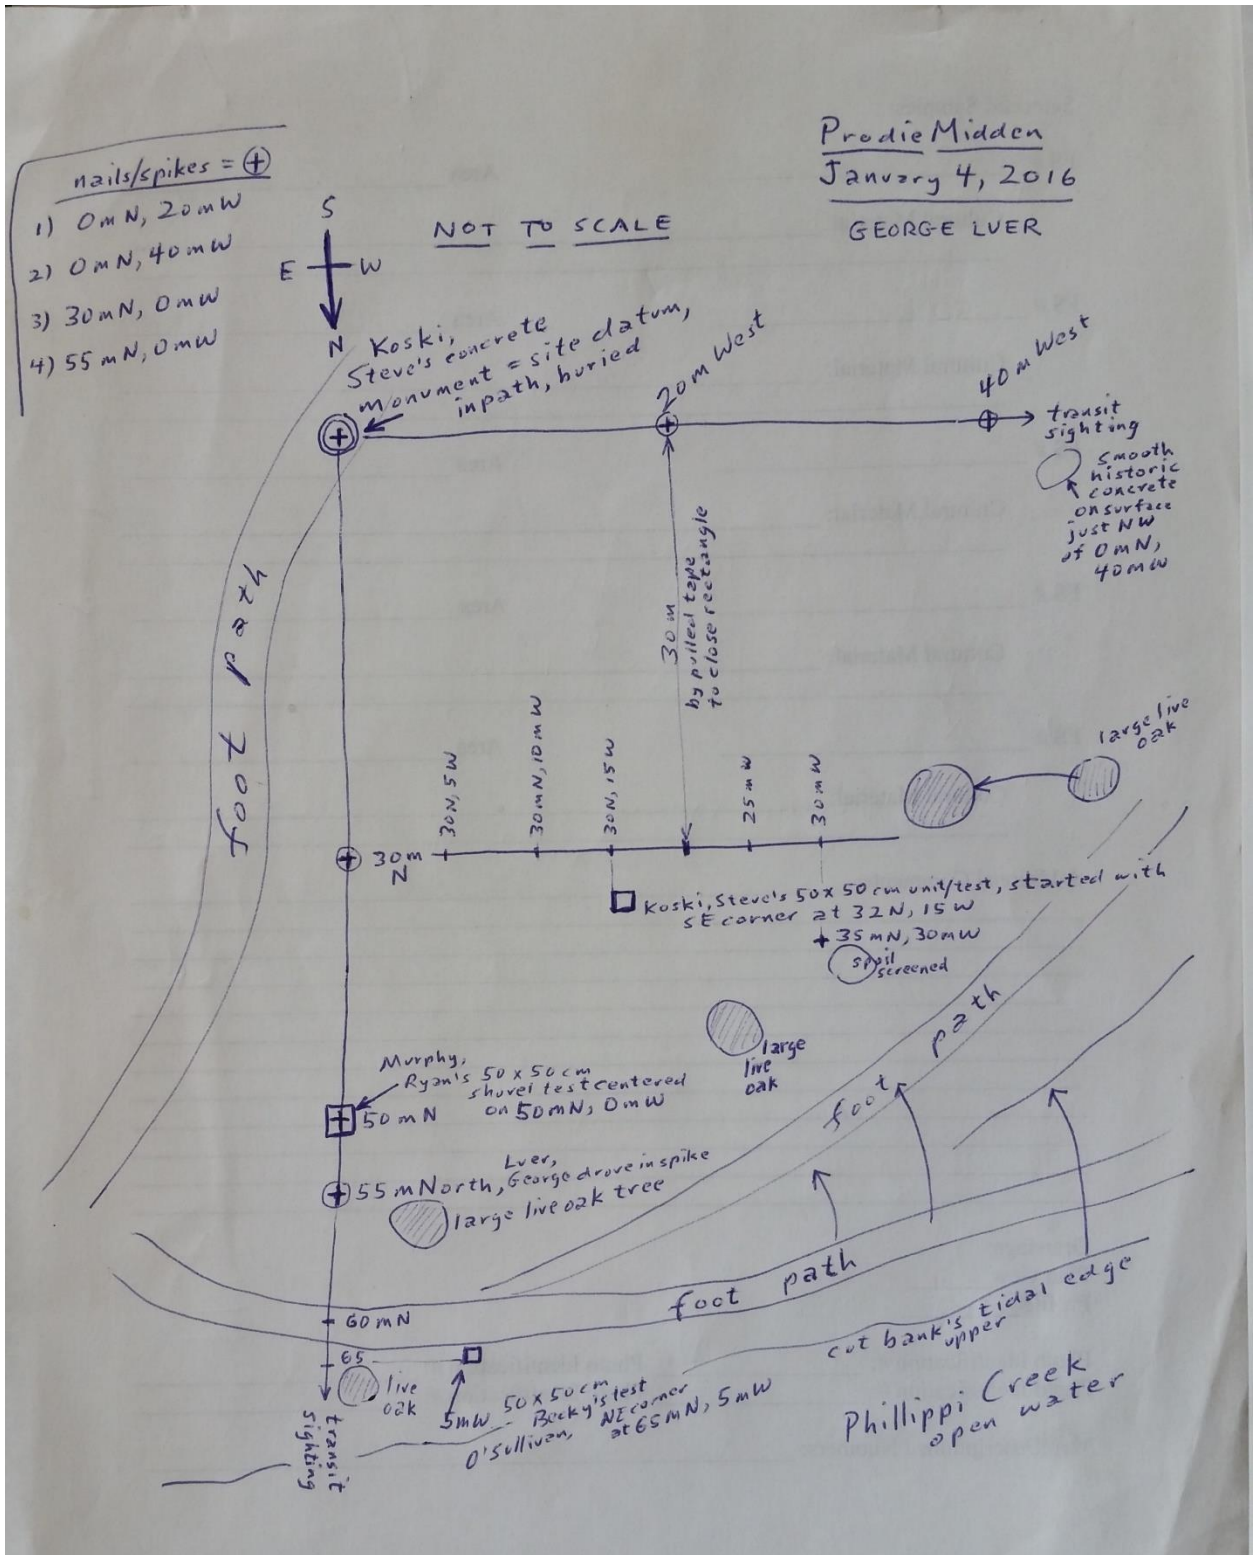 Prodie Midden
January 4, 2016
GEORGE LUER
nails/spikes = ⊕
1) 0mN, 20mW
2) 0mN, 40mW
3) 30mN, 0mW
4) 55mN, 0mW
NOT TO SCALE
S
E
W
N
Koski,
Steve's concrete
monument = site datum,
in path, buried
20m West
40m West
transit
sighting
smooth
historic
concrete
on surface
just NW
of 0mN,
40mW
foot path
30m
by pulled tape
to close rectangle
large live
oak
30m
N
30N, 5W
30mN, 10mW
30N, 15W
25mW
30mW
Koski, Steve's 50x50cm unit/test, started with
SE corner at 32N, 15W
+ 35mN, 30mW
spoil
screened
large
live
oak
foot path
Murphy,
Ryan's 50x50cm
shovel test centered
on 50mN, 0mW
50mN
Luer,
55mNorth, George drove in spike
large live oak tree
foot path
60mN
65
live
oak
5mW
50x50cm
Becky's test
O'Sullivan, NE corner
at 65mN, 5mW
transit
sighting
cut bank's tidal edge
upper
Phillippi Creek
open water